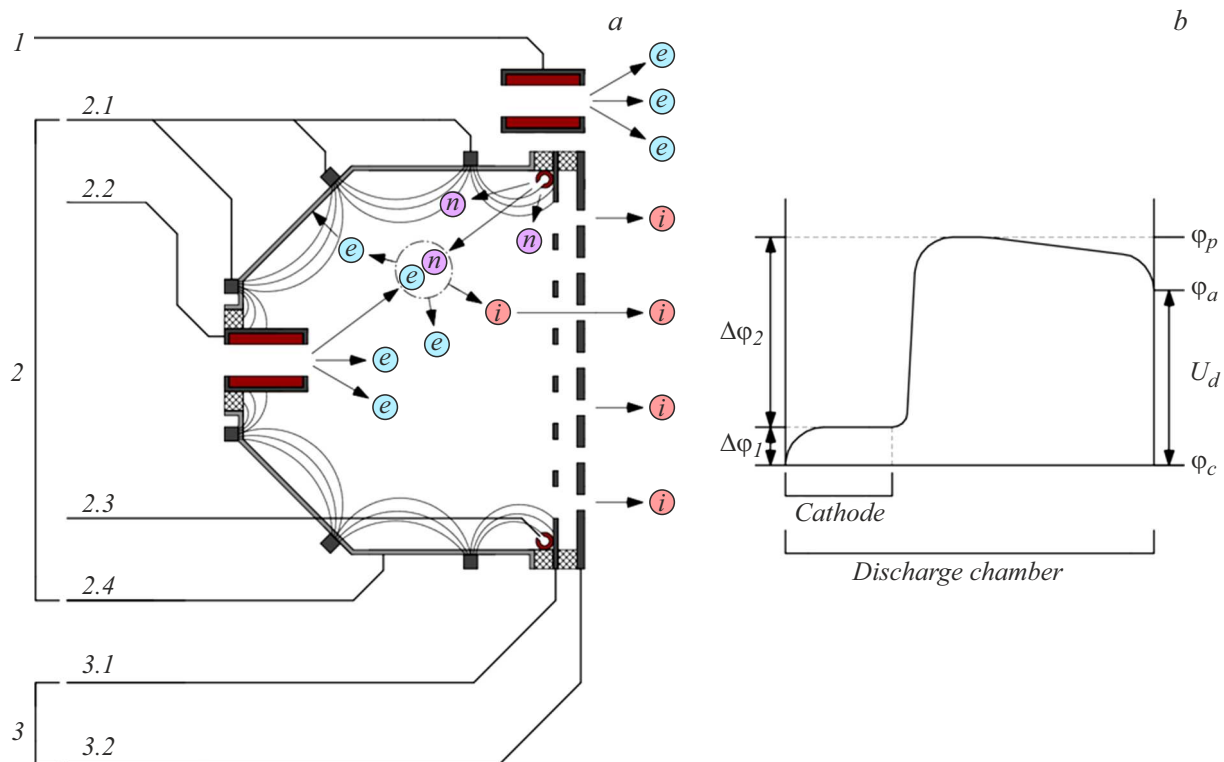 a
b
1
2.1
2.2
2
2.3
2.4
3.1
3
3.2
e
e
e
n
n
i
e
n
e
i
i
e
e
e
i
i
φp
φa
Δφ2
Ud
Δφ1
φc
Cathode
Discharge chamber